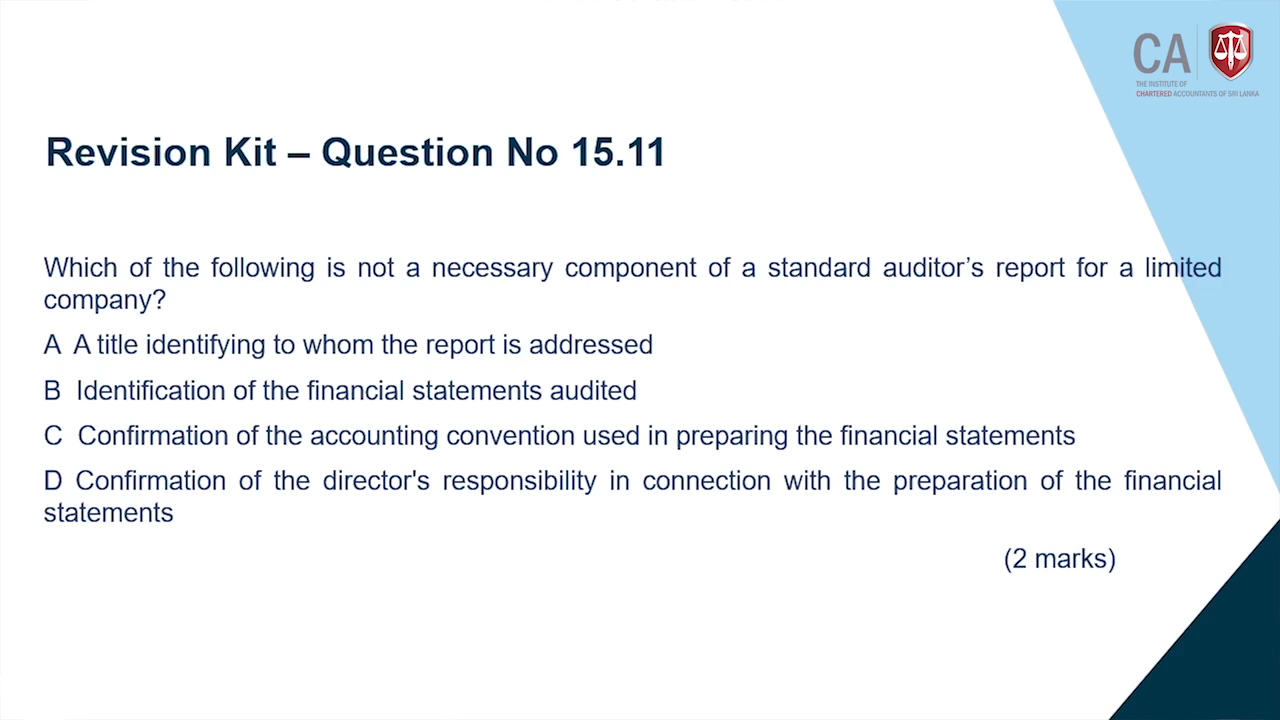 CA
THE INSTITUTE OF
CHARTERED ACCOUNTANTS OF SRI LANKA
Revision Kit – Question No 15.11
Which of the following is not a necessary component of a standard auditor's report for a limited
company?
A A title identifying to whom the report is addressed
B Identification of the financial statements audited
C Confirmation of the accounting convention used in preparing the financial statements
D Confirmation of the director's responsibility in connection with the preparation of the financial
statements
(2 marks)